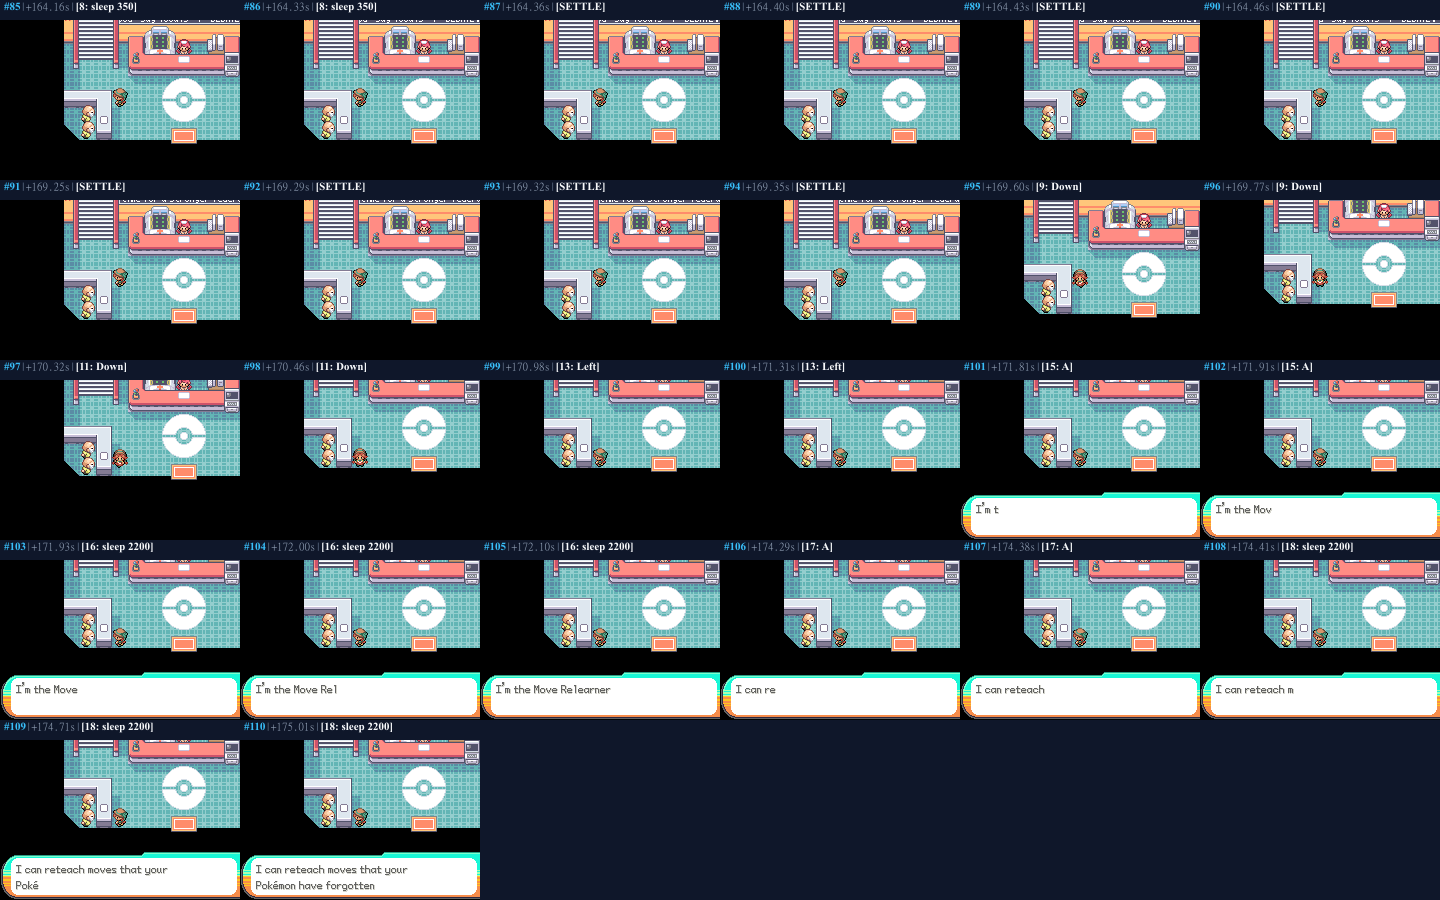 #85|+164.16s|[8: sleep 350]
#86|+164.33s|[8: sleep 350]
#87|+164.36s|[SETTLE]
#88|+164.40s|[SETTLE]
#89|+164.43s|[SETTLE]
#90|+164.46s|[SETTLE]
#91|+169.25s|[SETTLE]
#92|+169.29s|[SETTLE]
#93|+169.32s|[SETTLE]
#94|+169.35s|[SETTLE]
#95|+169.60s|[9: Down]
#96|+169.77s|[9: Down]
#97|+170.32s|[11: Down]
#98|+170.46s|[11: Down]
#99|+170.98s|[13: Left]
#100|+171.31s|[13: Left]
#101|+171.81s|[15: A]
#102|+171.91s|[15: A]
I'm t
I'm the Mov
#103|+171.93s|[16: sleep 2200]
#104|+172.00s|[16: sleep 2200]
#105|+172.10s|[16: sleep 2200]
#106|+174.29s|[17: A]
#107|+174.38s|[17: A]
#108|+174.41s|[18: sleep 2200]
I'm the Move
I'm the Move Rel
I'm the Move Relearner
I can re
I can reteach
I can reteach m
#109|+174.71s|[18: sleep 2200]
#110|+175.01s|[18: sleep 2200]
I can reteach moves that your
Poké
I can reteach moves that your
Pokémon have forgotten